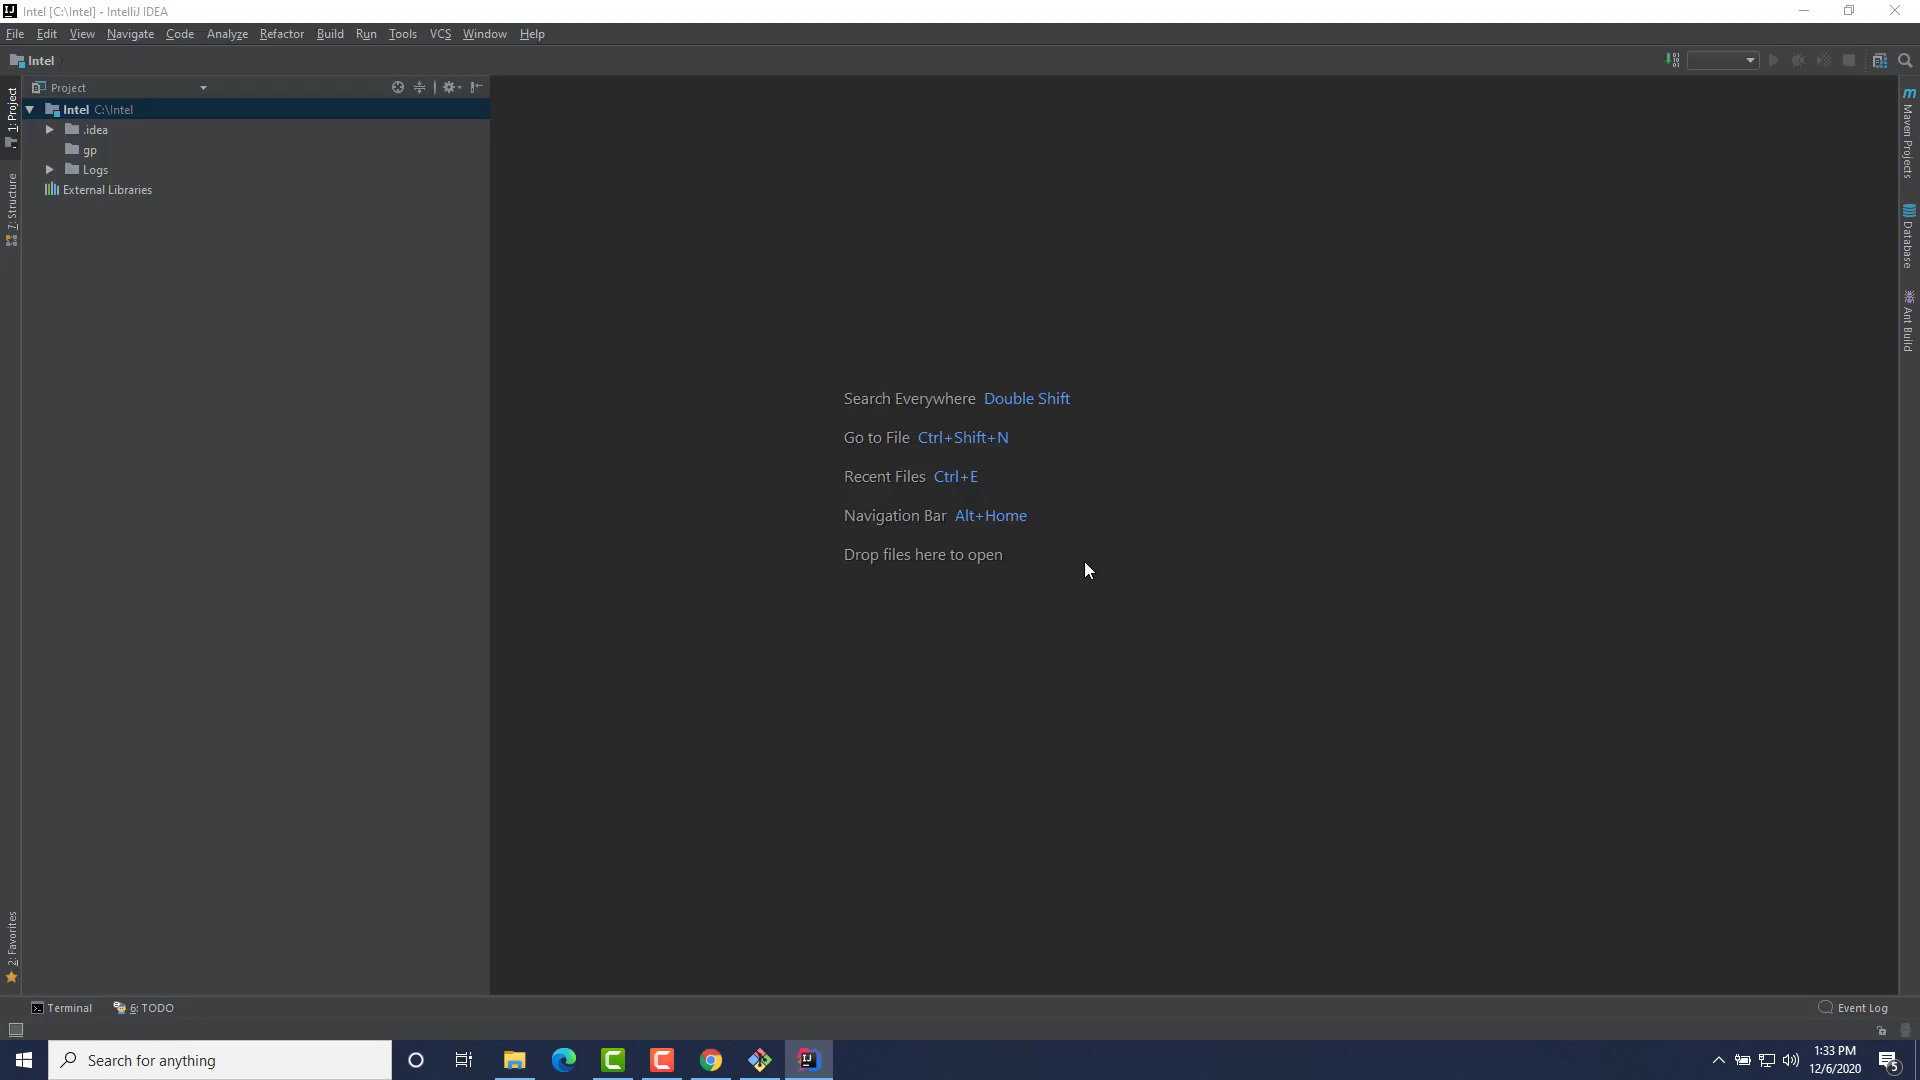 IJ Intel [C:\Intel] - IntelliJ IDEA
File Edit View Navigate Code Analyze Refactor Build Run Tools VCS Window Help
Intel
Project
Intel C:\Intel
.idea
gp
Logs
External Libraries
1: Project
7: Structure
2: Favorites
Search Everywhere Double Shift
Go to File Ctrl+Shift+N
Recent Files Ctrl+E
Navigation Bar Alt+Home
Drop files here to open
m
Maven Projects
Database
Ant Build
Terminal 6: TODO
Event Log
Search for anything
IJ
1:33 PM
12/6/2020
5